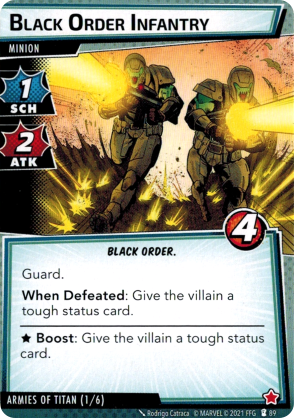 BLACK ORDER INFANTRY
MINION
1
SCH
2
ATK
4
BLACK ORDER.
Guard.
When Defeated: Give the villain a
tough status card.
★ Boost: Give the villain a tough status
card.
ARMIES OF TITAN (1/6)
Rodrigo Catraca © MARVEL © 2021 FFG 89